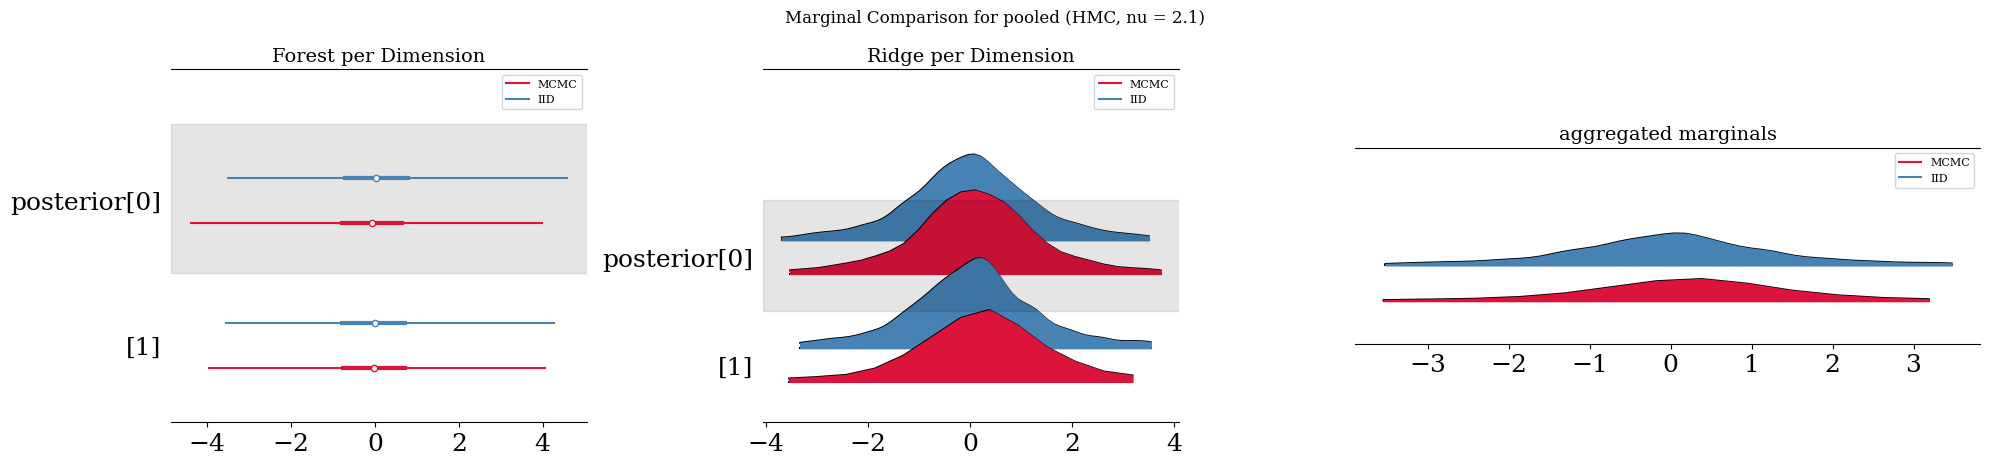 Marginal Comparison for pooled (HMC, nu = 2.1)
Forest per Dimension
MCMC
IID
posterior[0]
[1]
−4 −2 0 2 4
Ridge per Dimension
MCMC
IID
posterior[0]
[1]
−4 −2 0 2 4
aggregated marginals
MCMC
IID
−3 −2 −1 0 1 2 3